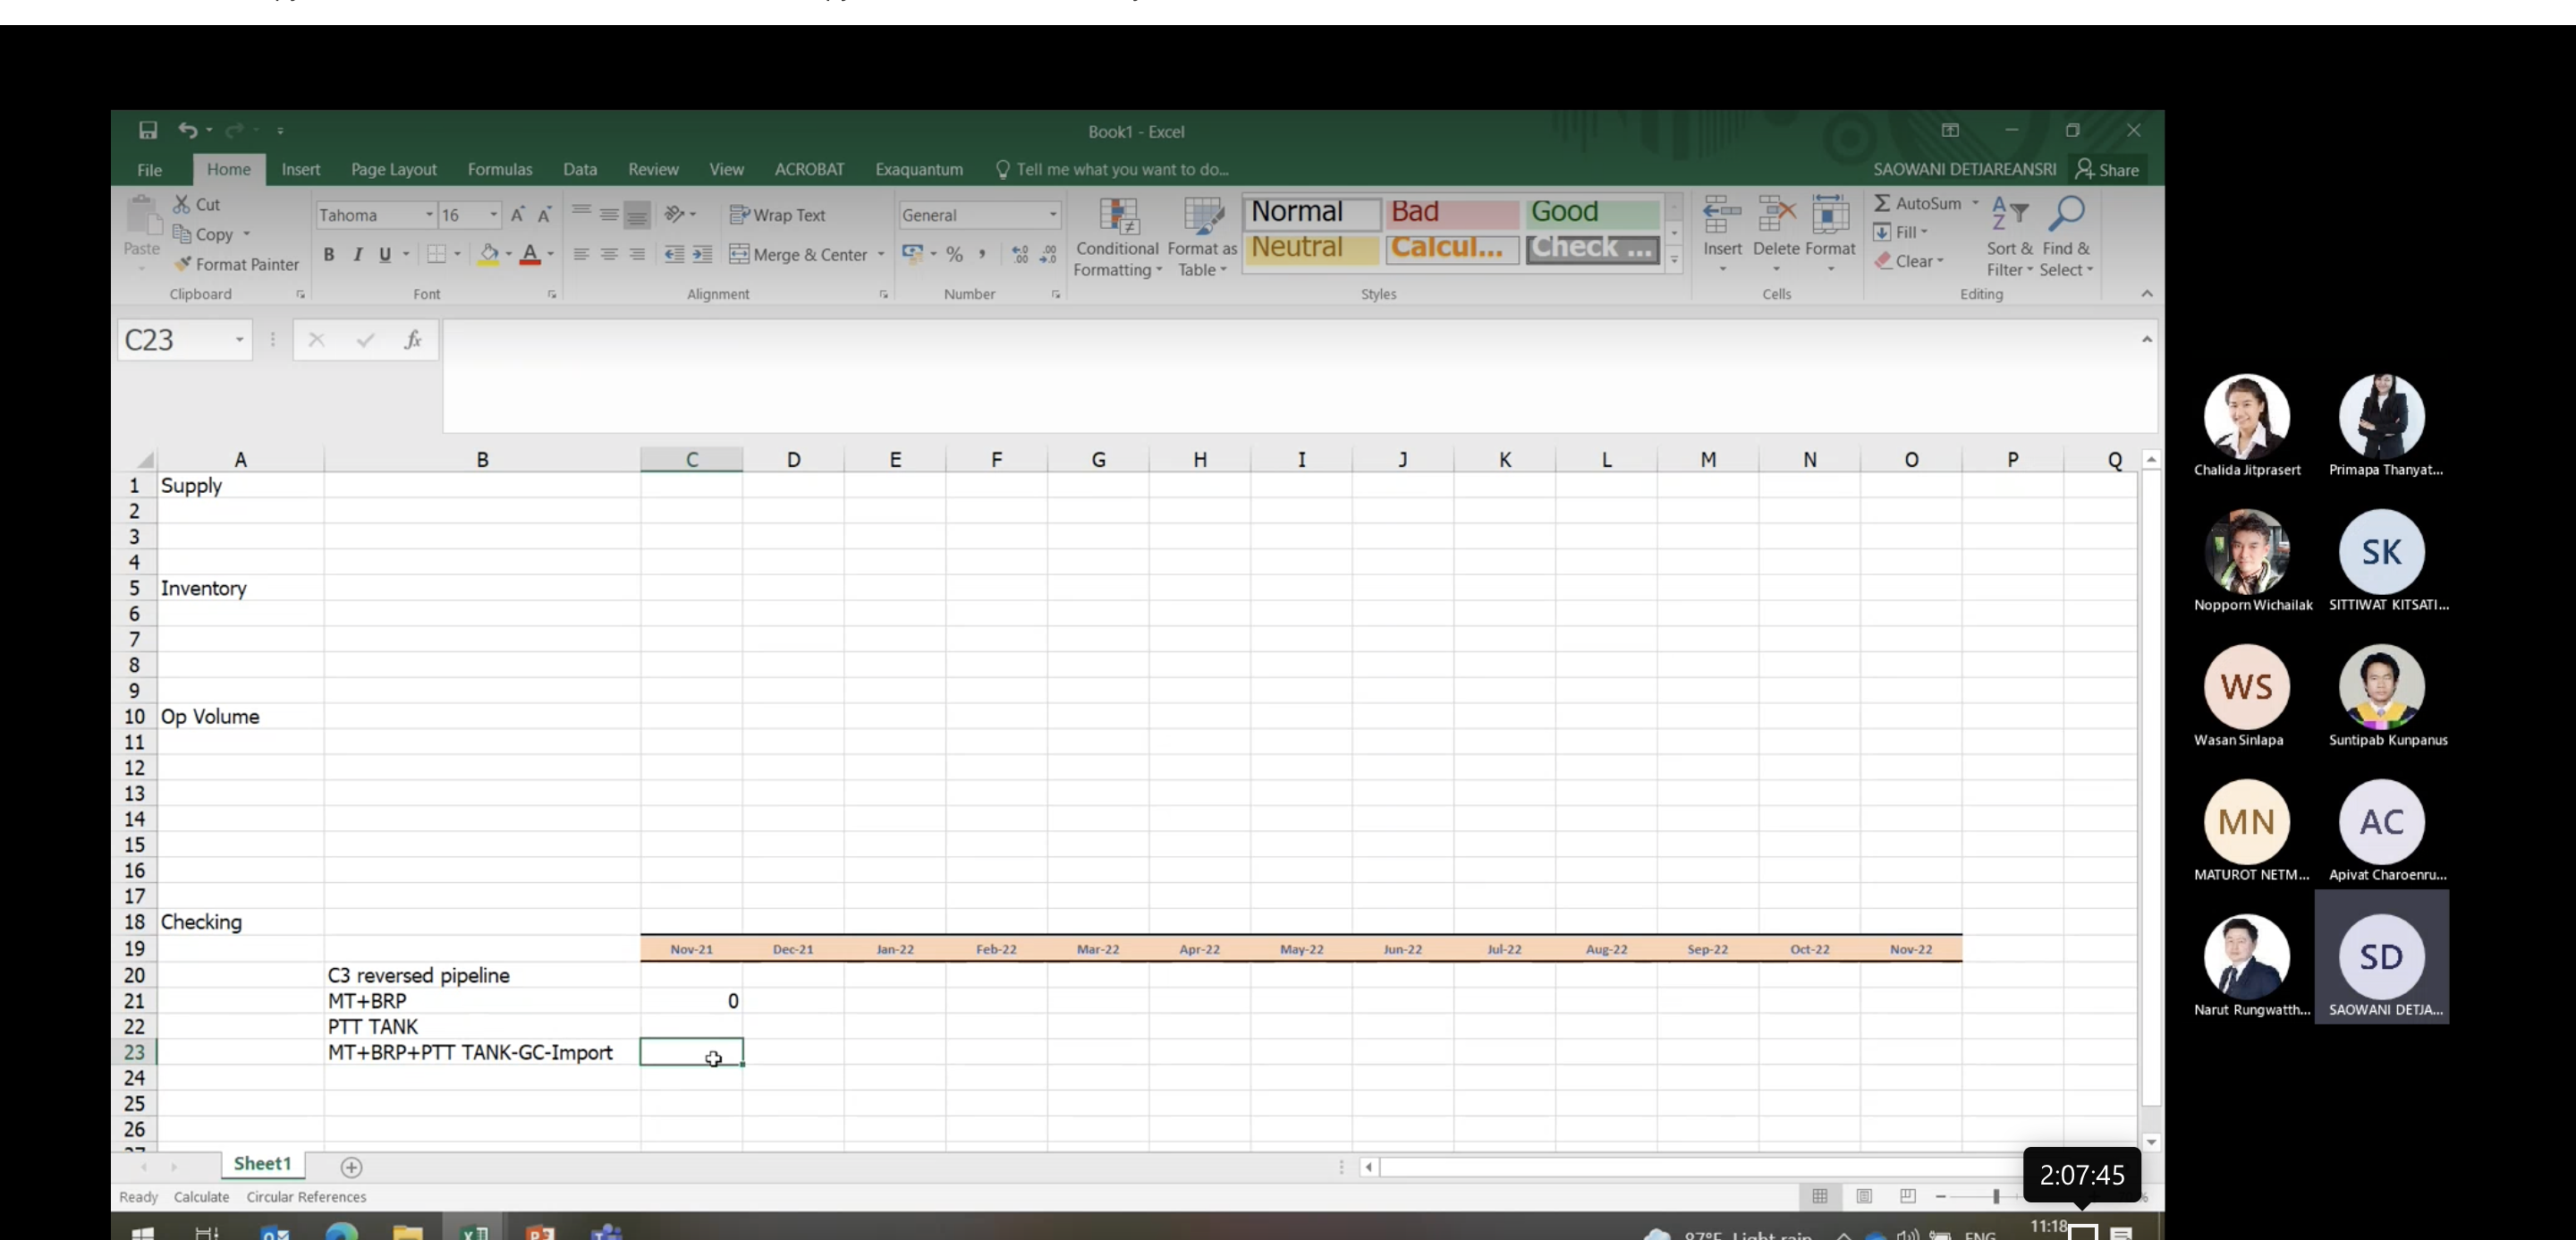 Book1 - Excel
File Home Insert Page Layout Formulas Data Review View ACROBAT Exaquantum Tell me what you want to do... SAOWANI DETJAREANSRI Share
Paste Cut Copy Format Painter Clipboard
Tahoma 16 B I U Font
Wrap Text Merge & Center Alignment
General % , Number
Conditional Formatting Format as Table
Normal Bad Good
Neutral Calcul... Check ...
Styles
Insert Delete Format Cells
AutoSum Fill Clear Sort & Filter Find & Select Editing
C23 fx
A B C D E F G H I J K L M N O P Q
1 Supply
2
3
4
5 Inventory
6
7
8
9
10 Op Volume
11
12
13
14
15
16
17
18 Checking
19 Nov-21 Dec-21 Jan-22 Feb-22 Mar-22 Apr-22 May-22 Jun-22 Jul-22 Aug-22 Sep-22 Oct-22 Nov-22
20 C3 reversed pipeline
21 MT+BRP 0
22 PTT TANK
23 MT+BRP+PTT TANK-GC-Import
24
25
26
Sheet1
Ready Calculate Circular References
2:07:45
87°F Light rain ENG 11:18
Chalida Jitprasert Primapa Thanyat...
SK
Nopporn Wichailak SITTIWAT KITSATI...
WS
Wasan Sinlapa Suntipab Kunpanus
MN AC
MATUROT NETM... Apivat Charoenru...
SD
Narut Rungwatth... SAOWANI DETJA...